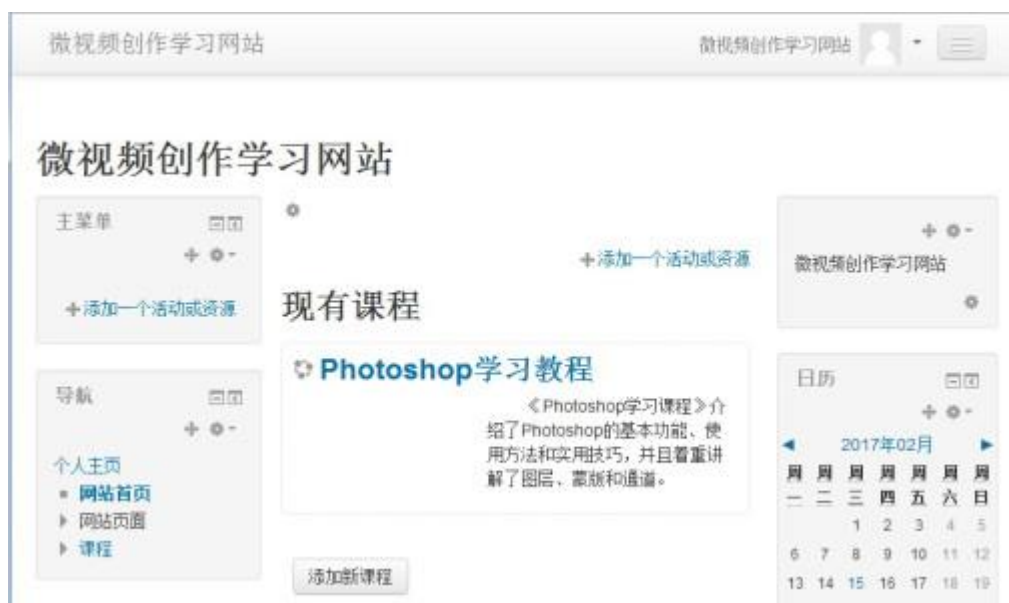 微视频创作学习网站
微视频创作学习网站
微视频创作学习网站
主菜单
添加一个活动或资源
导航
个人主页
网站首页
网站页面
课程
添加一个活动或资源
现有课程
Photoshop学习教程
《Photoshop学习课程》介
绍了Photoshop的基本功能、使
用方法和实用技巧，并且着重讲
解了图层、蒙版和通道。
添加新课程
微视频创作学习网站
日历
2017年02月
周一 周二 周三 周四 周五 周六 周日
1 2 3 4 5
6 7 8 9 10 11 12
13 14 15 16 17 18 19